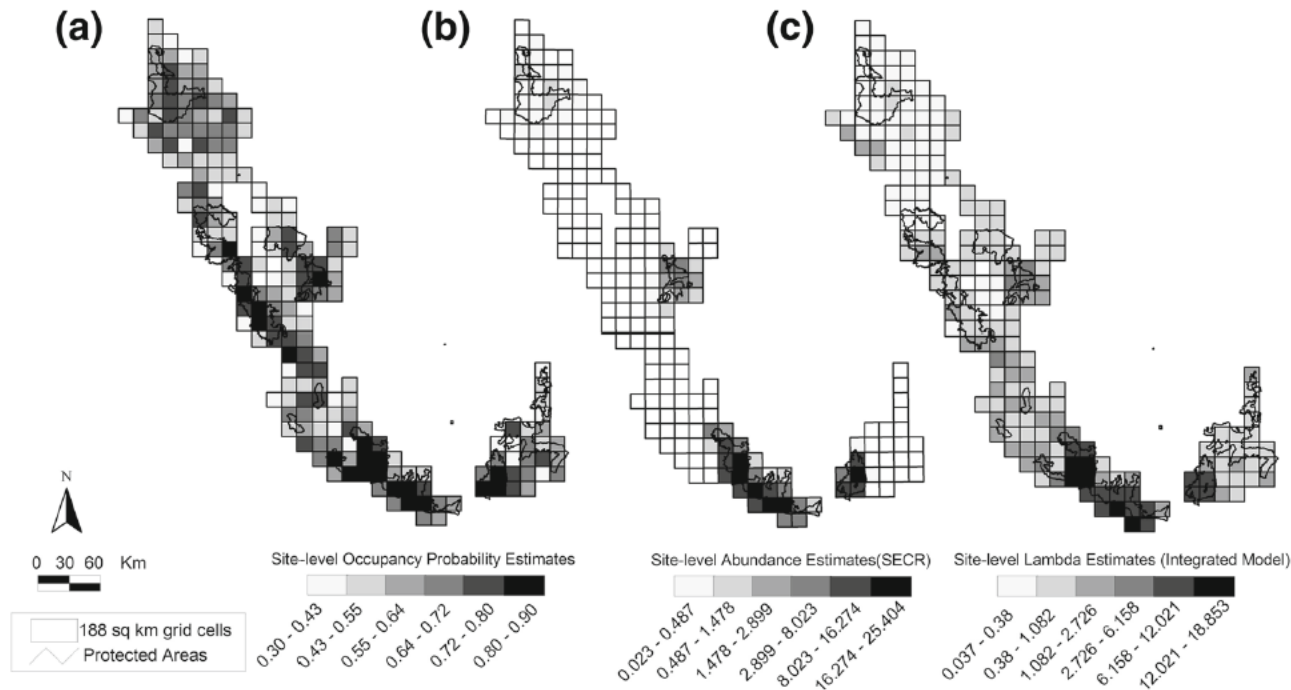 (a)
(b)
(c)
N
0 30 60 Km
188 sq km grid cells
Protected Areas
Site-level Occupancy Probability Estimates
0.30 - 0.43
0.43 - 0.55
0.55 - 0.64
0.64 - 0.72
0.72 - 0.80
0.80 - 0.90
Site-level Abundance Estimates(SECR)
0.023 - 0.487
0.487 - 1.478
1.478 - 2.899
2.899 - 8.023
8.023 - 16.274
16.274 - 25.404
Site-level Lambda Estimates (Integrated Model)
0.037 - 0.38
0.38 - 1.082
1.082 - 2.726
2.726 - 6.158
6.158 - 12.021
12.021 - 18.853